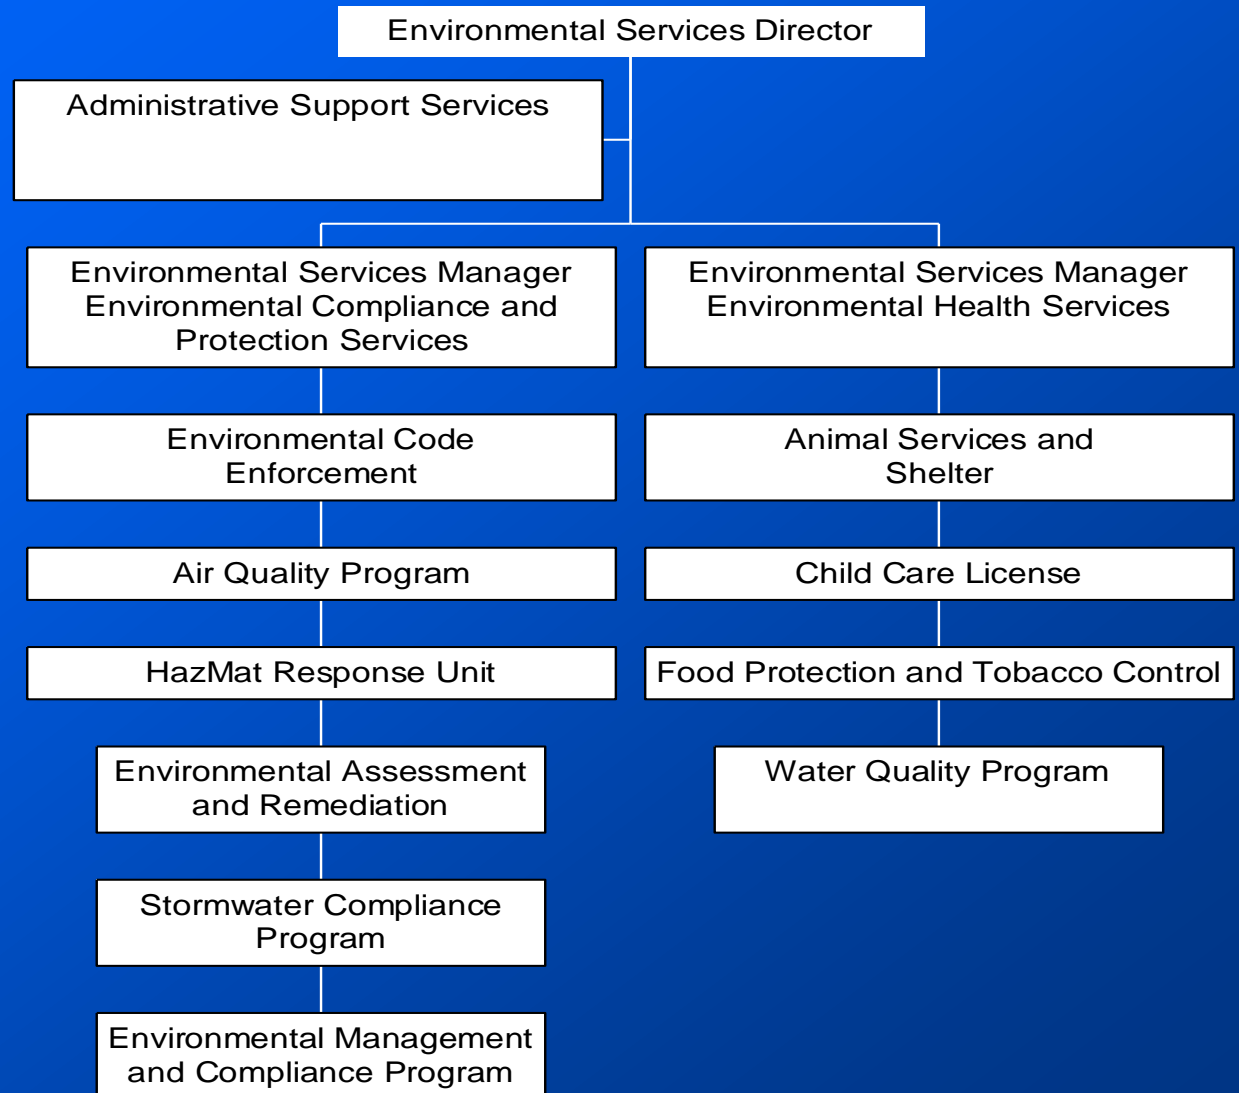 Environmental Services Director
Administrative Support Services
Environmental Services Manager
Environmental Compliance and
Protection Services
Environmental Services Manager
Environmental Health Services
Environmental Code
Enforcement
Animal Services and
Shelter
Air Quality Program
Child Care License
HazMat Response Unit
Food Protection and Tobacco Control
Environmental Assessment
and Remediation
Water Quality Program
Stormwater Compliance
Program
Environmental Management
and Compliance Program